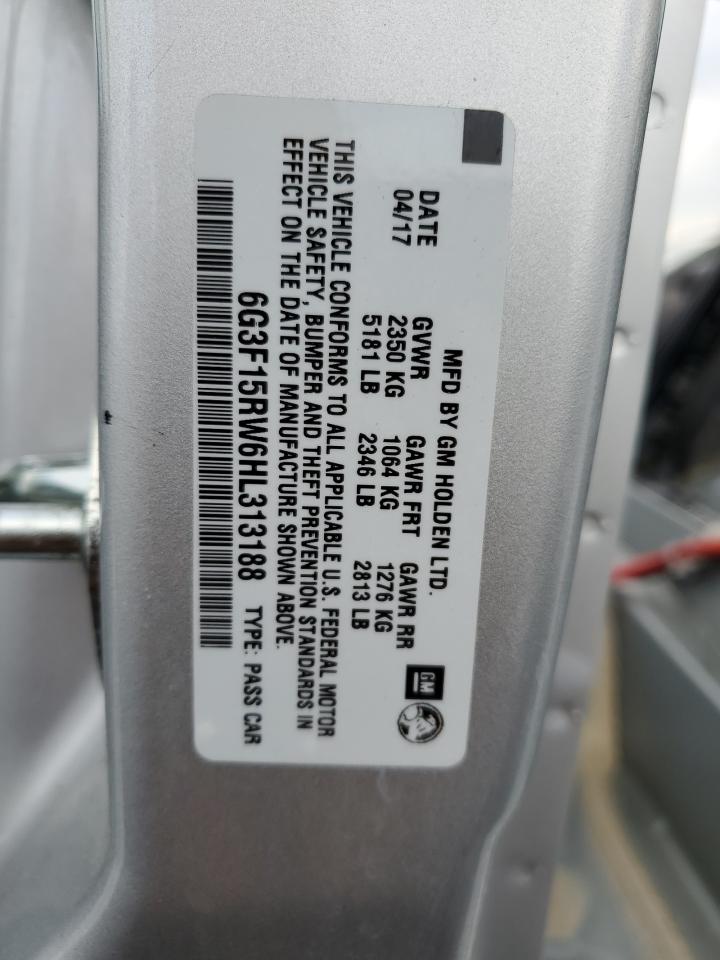 MFD BY GM HOLDEN LTD.
DATE GVWR GAWR FRT GAWR RR
04/17 2350 KG 1064 KG 1276 KG
5181 LB 2346 LB 2813 LB
THIS VEHICLE CONFORMS TO ALL APPLICABLE U.S. FEDERAL MOTOR
VEHICLE SAFETY, BUMPER AND THEFT PREVENTION STANDARDS IN
EFFECT ON THE DATE OF MANUFACTURE SHOWN ABOVE.
6G3F15RW6HL313188 TYPE: PASS CAR
GM